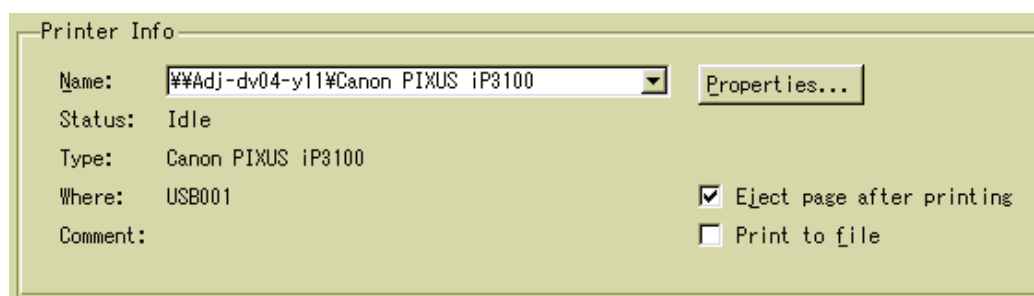 Printer Info
Name: ¥¥Adj-dv04-y11¥Canon PIXUS iP3100 Properties...
Status: Idle
Type: Canon PIXUS iP3100
Where: USB001 Eject page after printing
Comment: Print to file